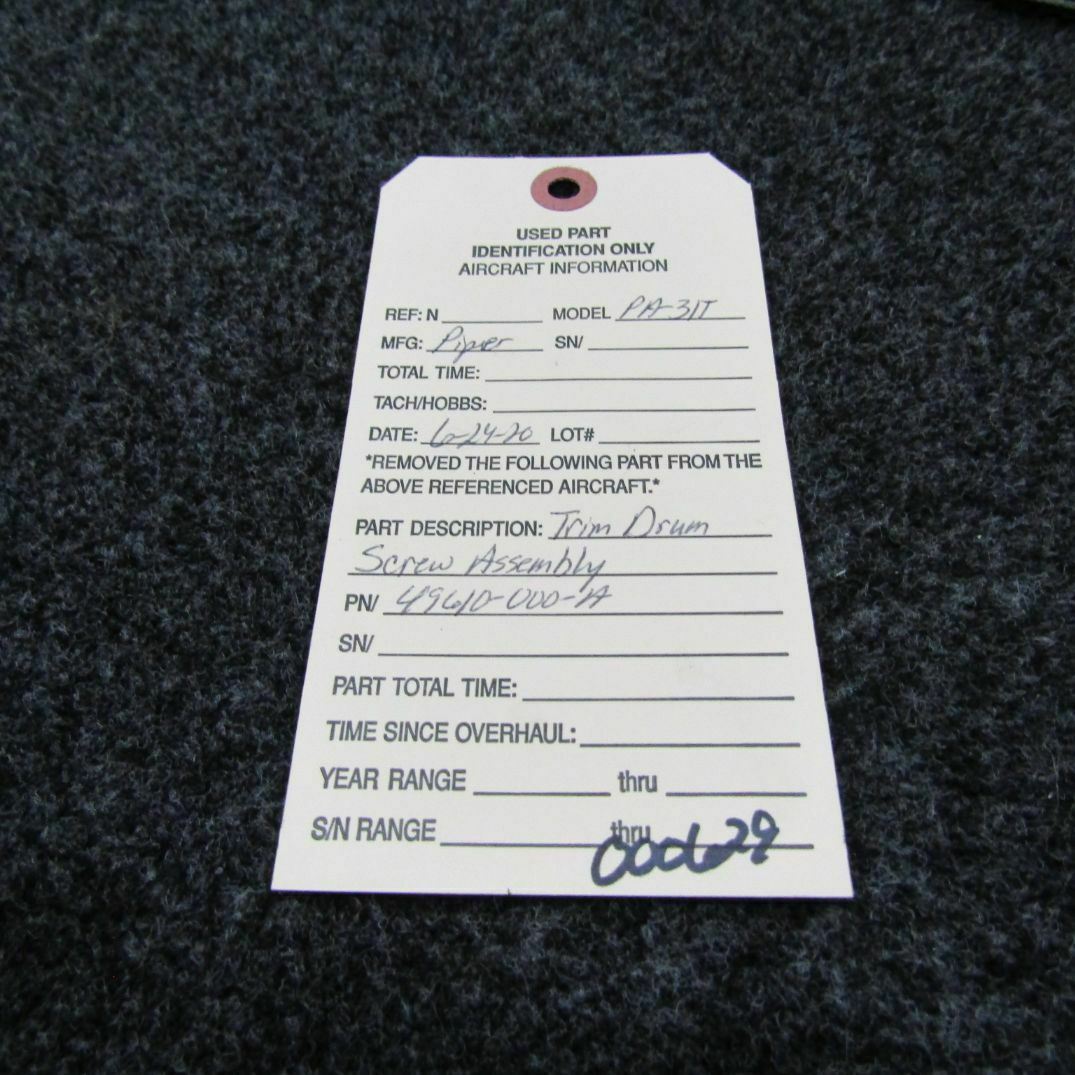 USED PART
IDENTIFICATION ONLY
AIRCRAFT INFORMATION
REF: N MODEL PA-31T
MFG: Piper SN/
TOTAL TIME:
TACH/HOBBS:
DATE: 6-24-20 LOT#
*REMOVED THE FOLLOWING PART FROM THE
ABOVE REFERENCED AIRCRAFT.*
PART DESCRIPTION: Trim Drum
Screw Assembly
PN/ 49610-000-A
SN/
PART TOTAL TIME:
TIME SINCE OVERHAUL:
YEAR RANGE thru
S/N RANGE thru
000629